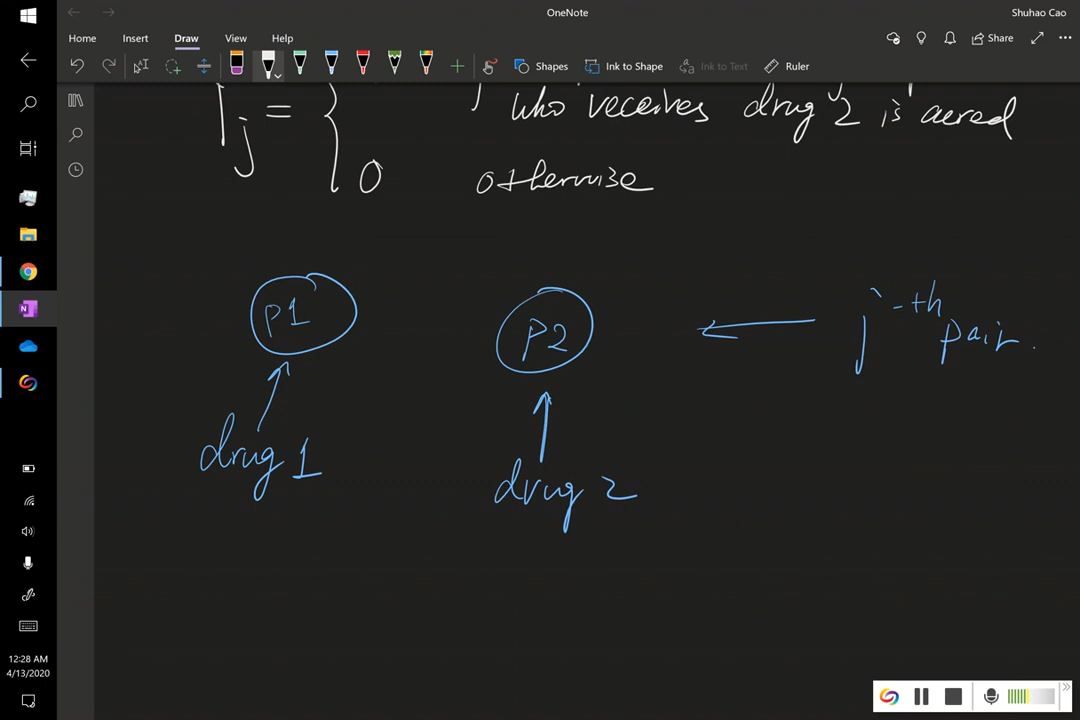 OneNote
Shuhao Cao
Home Insert Draw View Help
Share
Shapes Ink to Shape Ink to Text Ruler
j = { who receives drug 2 is
0 otherwise
P1 P2 j-th pair.
drug 1
drug 2
12:28 AM
4/13/2020